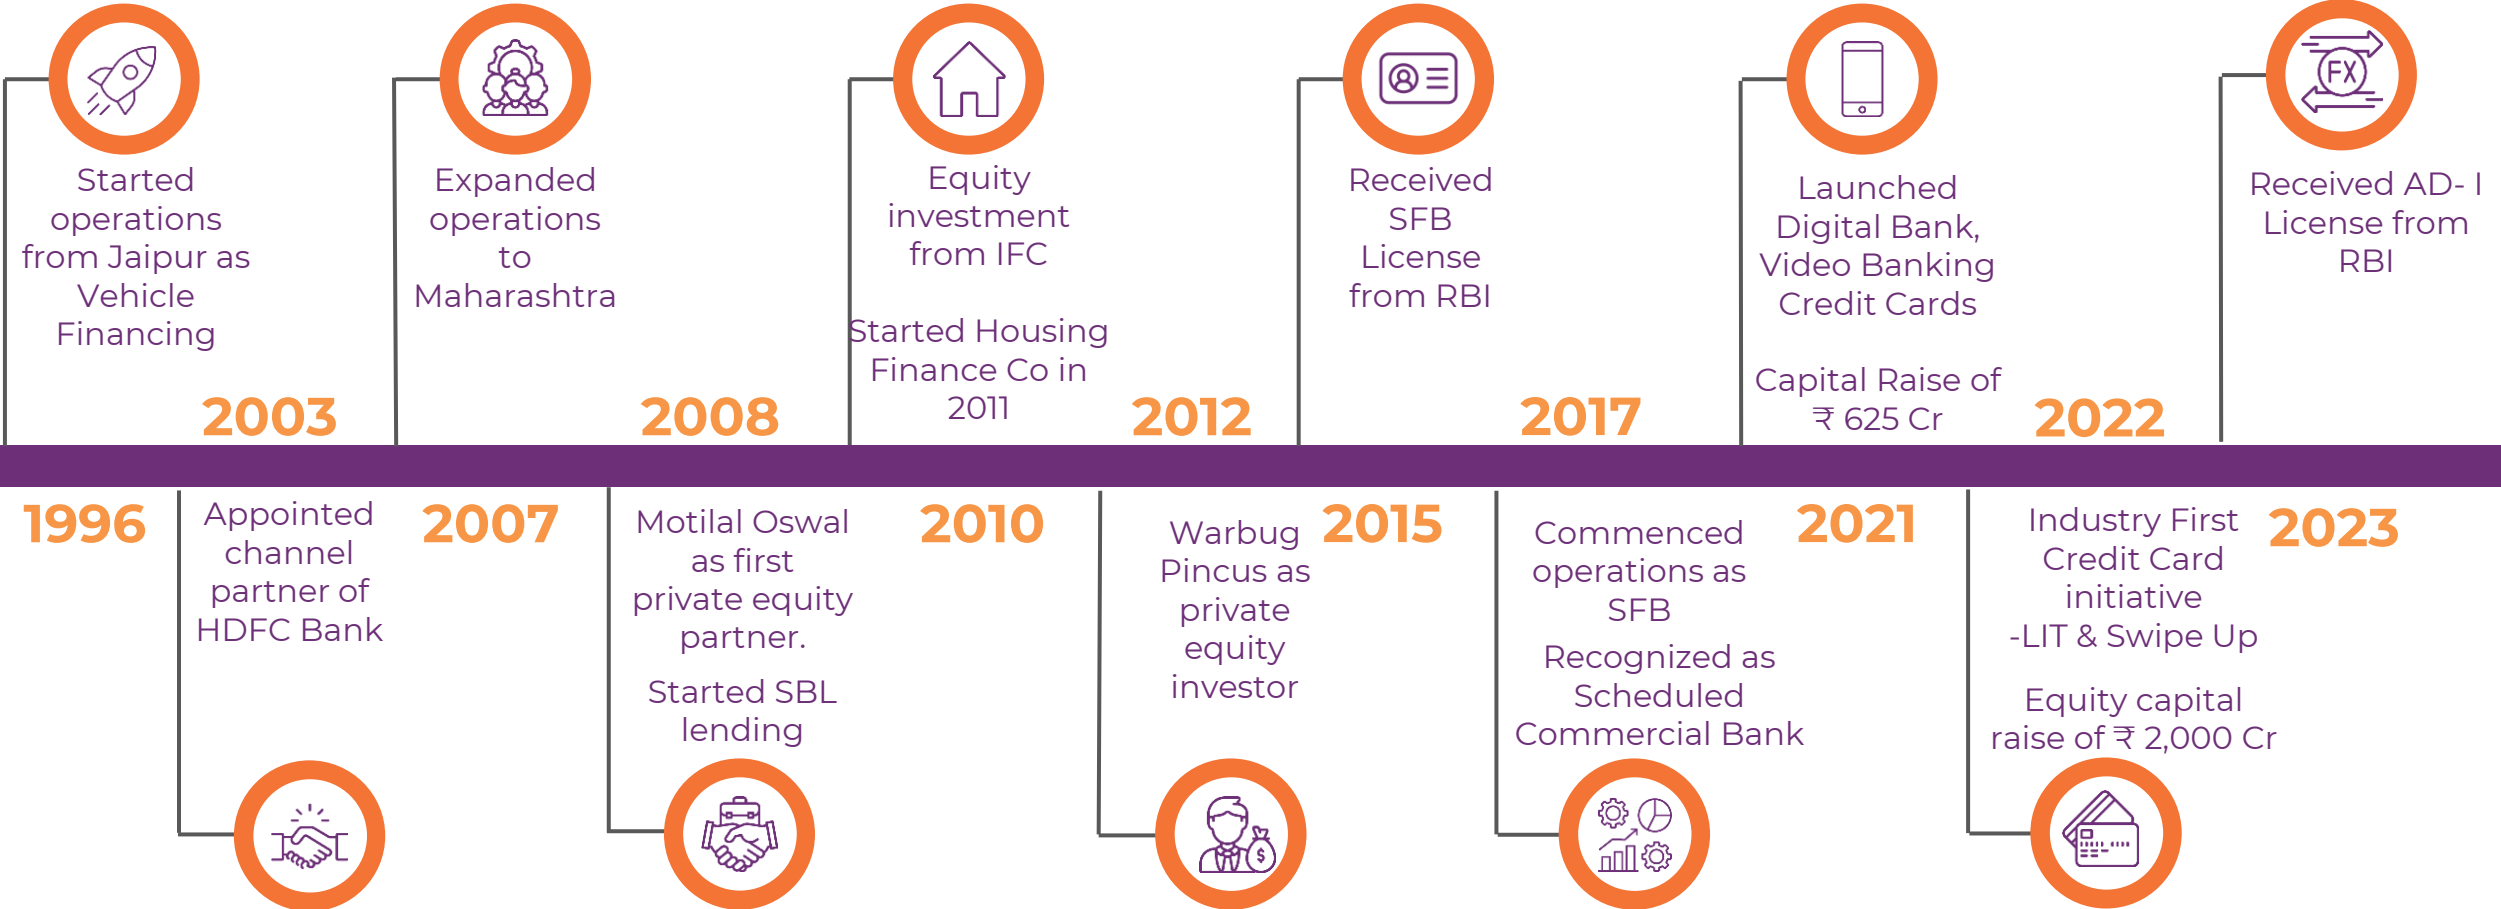 Started
operations
from Jaipur as
Vehicle
Financing
1996
2003
Appointed
channel
partner of
HDFC Bank
Expanded
operations
to
Maharashtra
2007
2008
Motilal Oswal
as first
private equity
partner.
Started SBL
lending
Equity
investment
from IFC
Started Housing
Finance Co in
2011
2010
2012
Warbug
Pincus as
private
equity
investor
$
Received
SFB
License
from RBI
2015
2017
Commenced
operations as
SFB
Recognized as
Scheduled
Commercial Bank
Launched
Digital Bank,
Video Banking
Credit Cards
Capital Raise of
₹ 625 Cr
2021
2022
Industry First
Credit Card
initiative
-LIT & Swipe Up
Equity capital
raise of ₹ 2,000 Cr
FX
Received AD- I
License from
RBI
2023